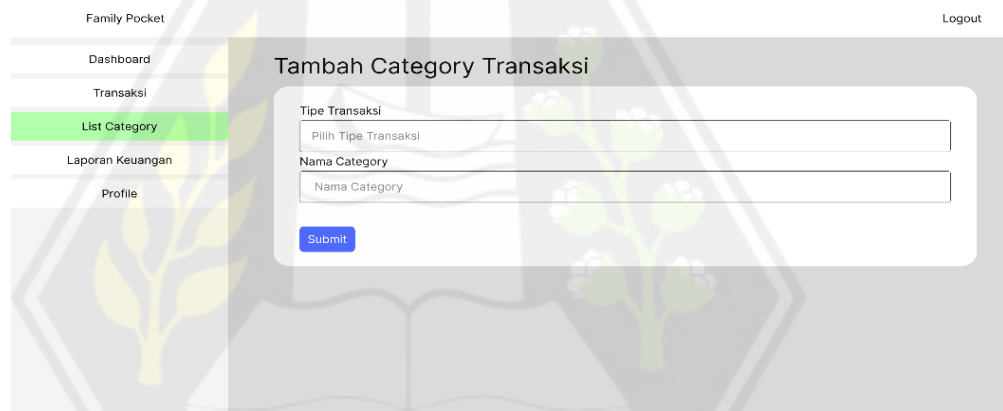 Family Pocket
Logout
Dashboard
Transaksi
List Category
Laporan Keuangan
Profile
Tambah Category Transaksi
Tipe Transaksi
Pilih Tipe Transaksi
Nama Category
Nama Category
Submit